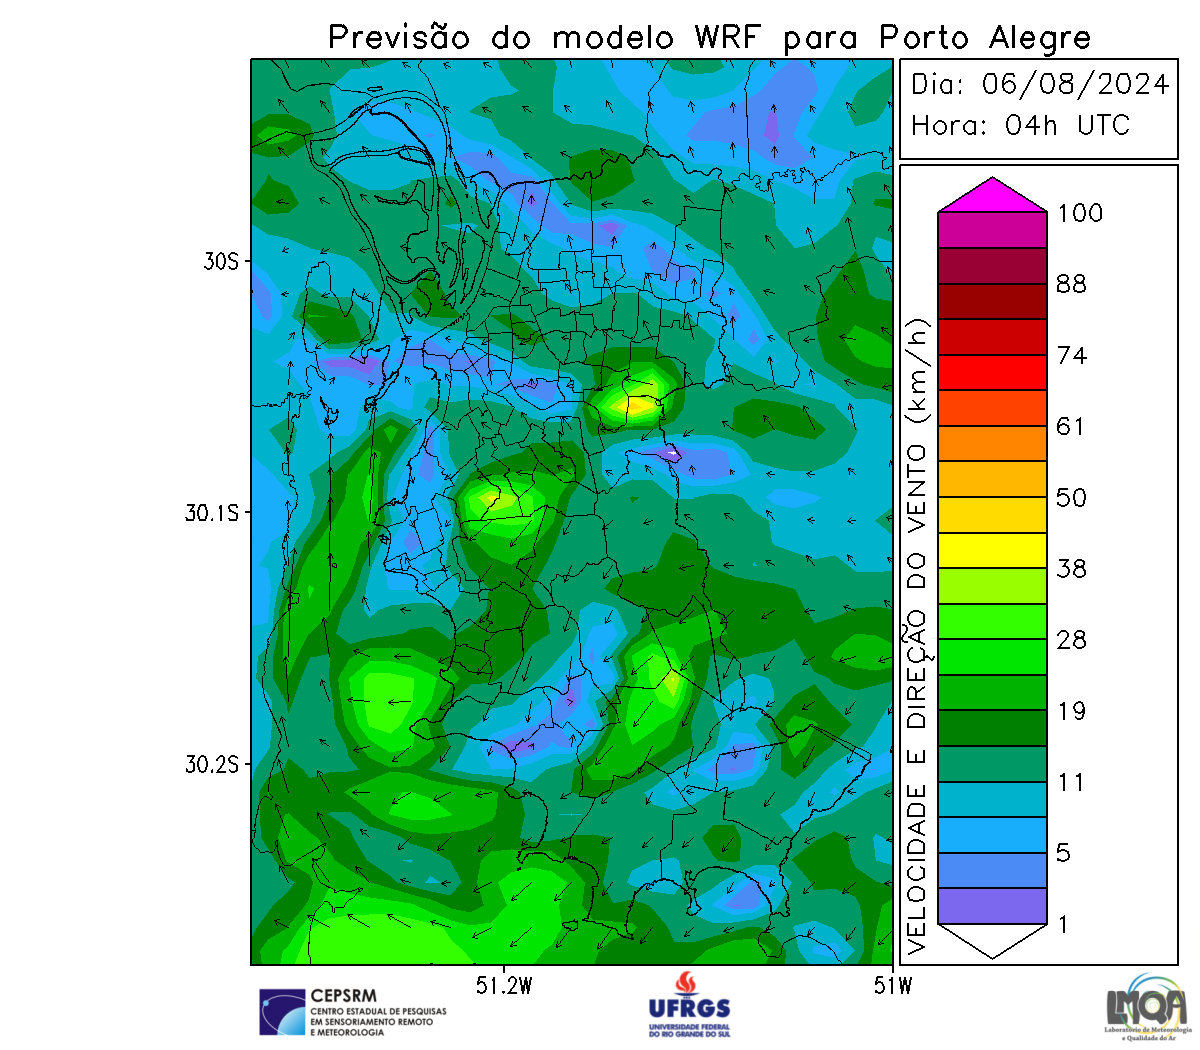 Previsão do modelo WRF para Porto Alegre
Dia: 06/08/2024
Hora: 04h UTC
30S
30.1S
30.2S
51.2W
51W
VELOCIDADE E DIREÇÃO DO VENTO (km/h)
100
88
74
61
50
38
28
19
11
5
1
CEPSRM
CENTRO ESTADUAL DE PESQUISAS
EM SENSORIAMENTO REMOTO
E METEOROLOGIA
UFRGS
UNIVERSIDADE FEDERAL
DO RIO GRANDE DO SUL
LMQA
Laboratório de Meteorologia
e Qualidade do Ar